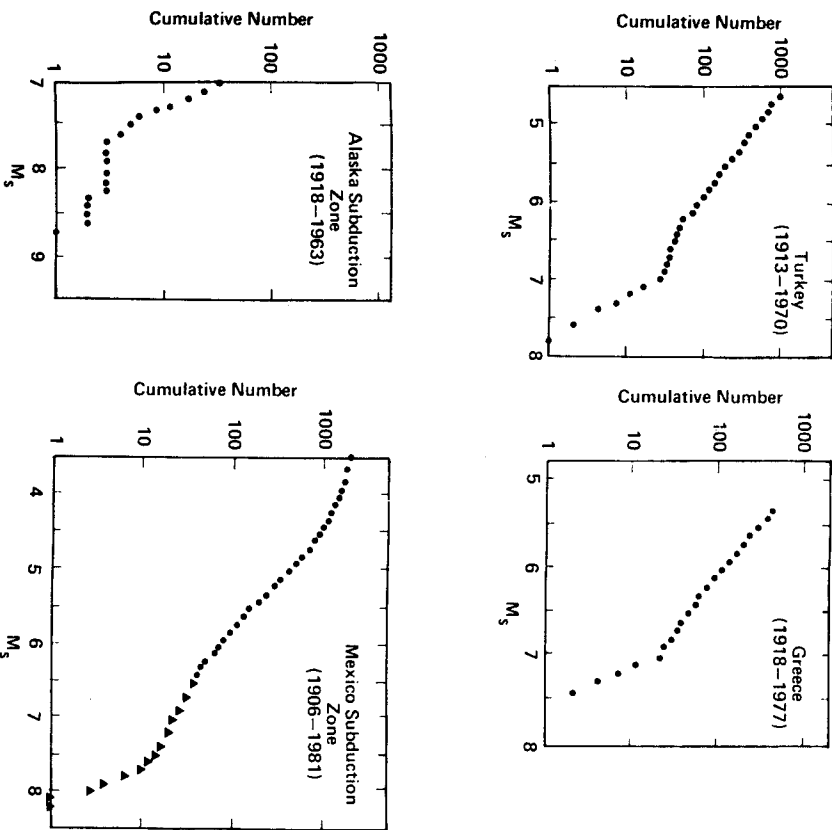 Cumulative Number
1000
100
10
1
Turkey
(1913–1970)
5
6
7
8
Ms
Cumulative Number
1000
100
10
1
Greece
(1918–1977)
5
6
7
8
Ms
Cumulative Number
1000
100
10
1
Alaska Subduction
Zone
(1918–1963)
7
8
9
Ms
Cumulative Number
1000
100
10
1
Mexico Subduction
Zone
(1906–1981)
4
5
6
7
8
Ms